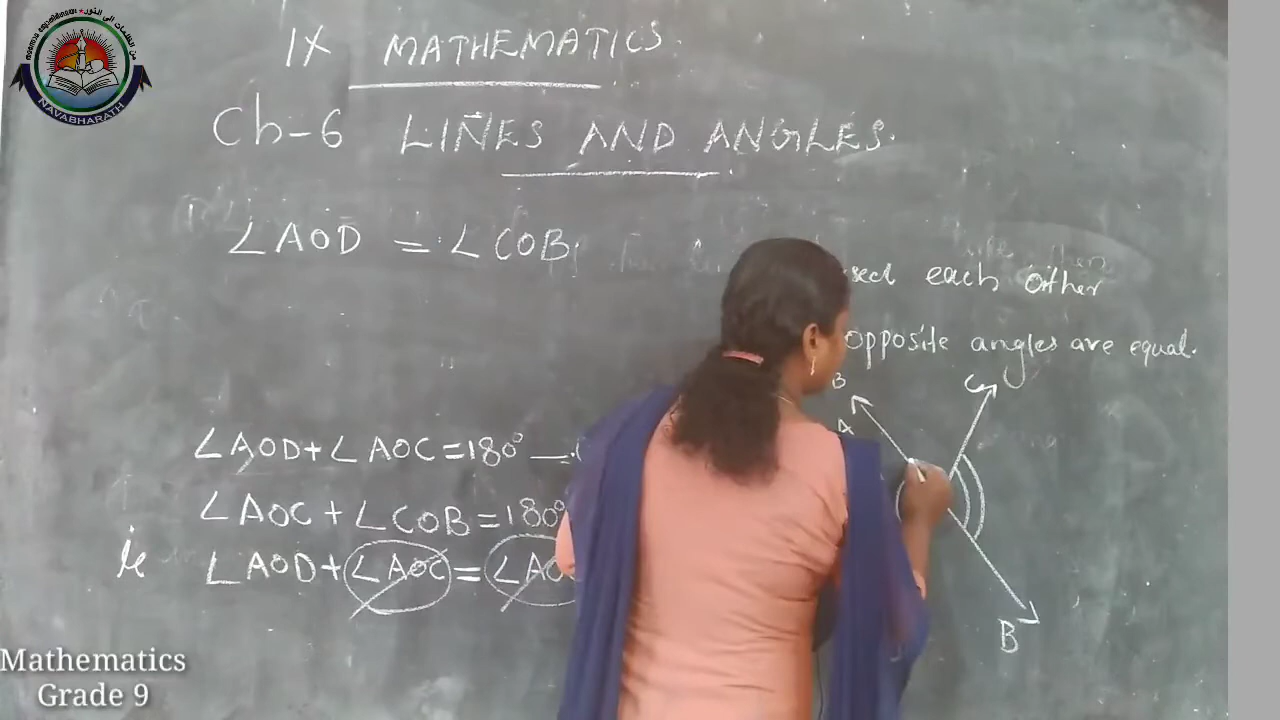 IX MATHEMATICS.
Ch-6 LINES AND ANGLES.
∠AOD = ∠COB
each other
opposite angles are equal.
B
C
A
∠AOD + ∠AOC = 180°
∠AOC + ∠COB = 180°
ie ∠AOD + ∠AOC = ∠AO
B
NAVABHARATH
Mathematics
Grade 9